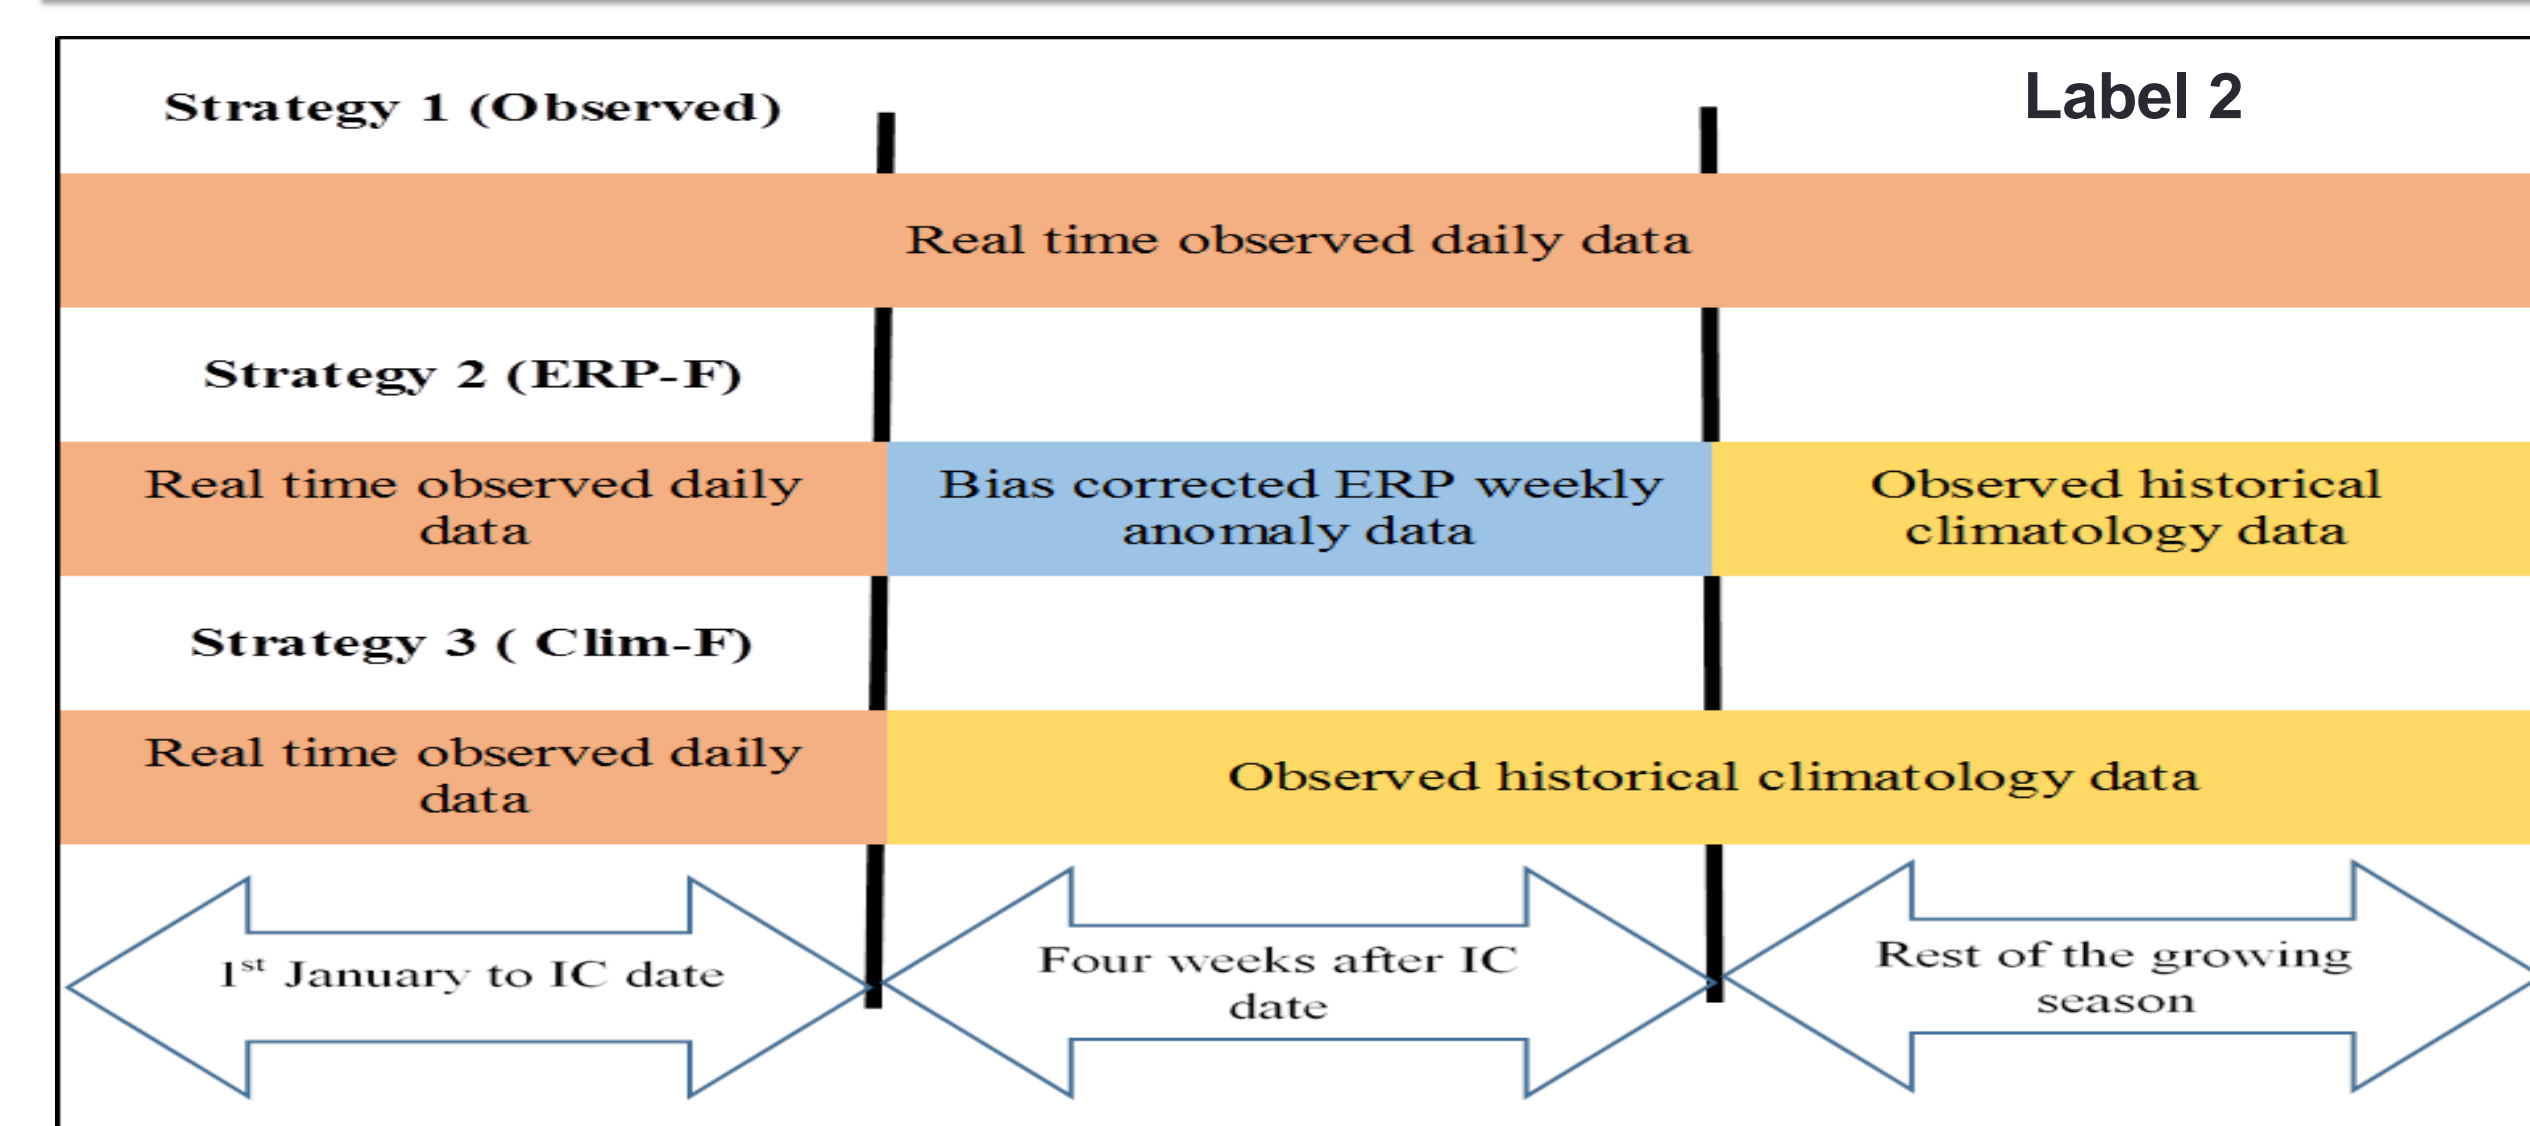 Strategy 1 (Observed)
Label 2
Real time observed daily data
Strategy 2 (ERP-F)
Real time observed daily
data
Bias corrected ERP weekly
anomaly data
Observed historical
climatology data
Strategy 3 ( Clim-F)
Real time observed daily
data
Observed historical climatology data
1st January to IC date
Four weeks after IC
date
Rest of the growing
season